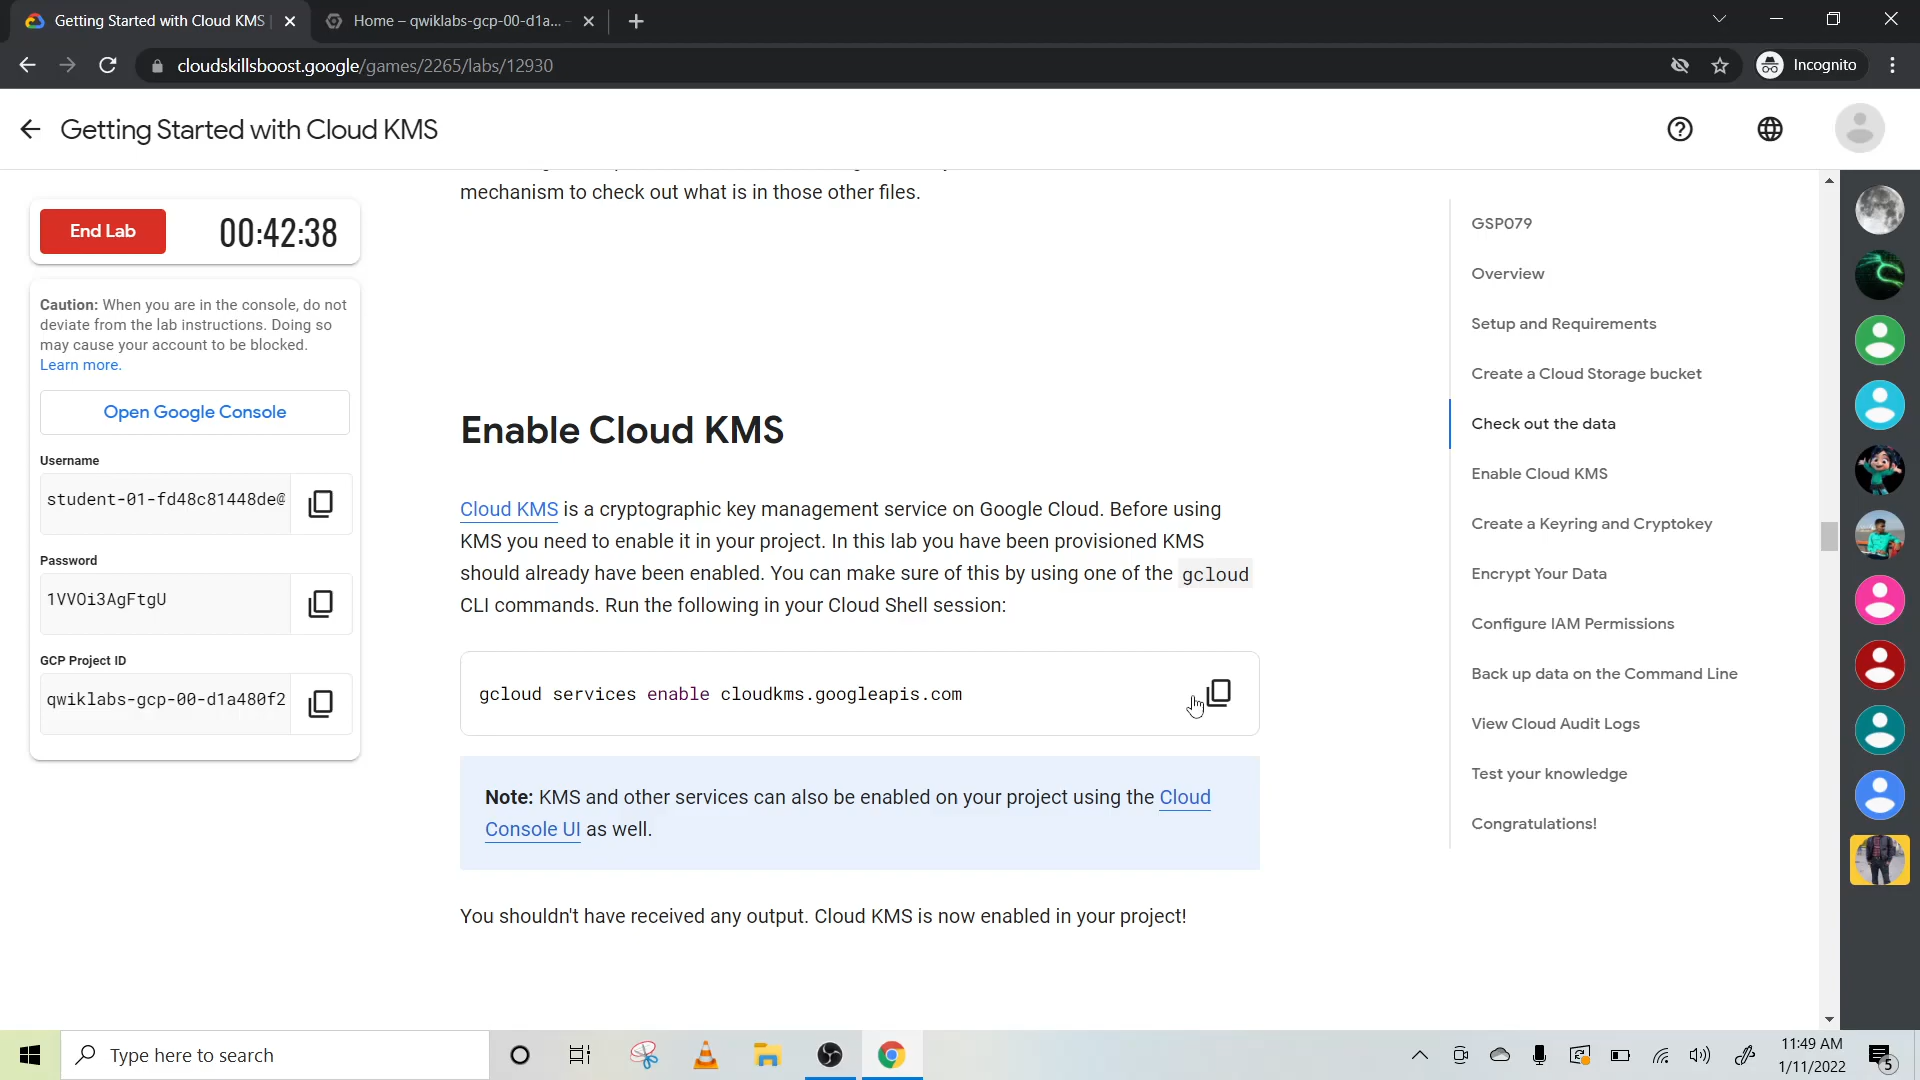 Getting Started with Cloud KMS
Home – qwiklabs-gcp-00-d1a...
cloudskillsboost.google/games/2265/labs/12930
Incognito
Getting Started with Cloud KMS
End Lab
00:42:38
Caution: When you are in the console, do not
deviate from the lab instructions. Doing so
may cause your account to be blocked.
Learn more.
Open Google Console
Username
student-01-fd48c81448de@
Password
1VVOi3AgFtgU
GCP Project ID
qwiklabs-gcp-00-d1a480f2
mechanism to check out what is in those other files.
Enable Cloud KMS
Cloud KMS is a cryptographic key management service on Google Cloud. Before using
KMS you need to enable it in your project. In this lab you have been provisioned KMS
should already have been enabled. You can make sure of this by using one of the gcloud
CLI commands. Run the following in your Cloud Shell session:
gcloud services enable cloudkms.googleapis.com
Note: KMS and other services can also be enabled on your project using the Cloud
Console UI as well.
You shouldn't have received any output. Cloud KMS is now enabled in your project!
GSP079
Overview
Setup and Requirements
Create a Cloud Storage bucket
Check out the data
Enable Cloud KMS
Create a Keyring and Cryptokey
Encrypt Your Data
Configure IAM Permissions
Back up data on the Command Line
View Cloud Audit Logs
Test your knowledge
Congratulations!
Type here to search
11:49 AM
1/11/2022
5